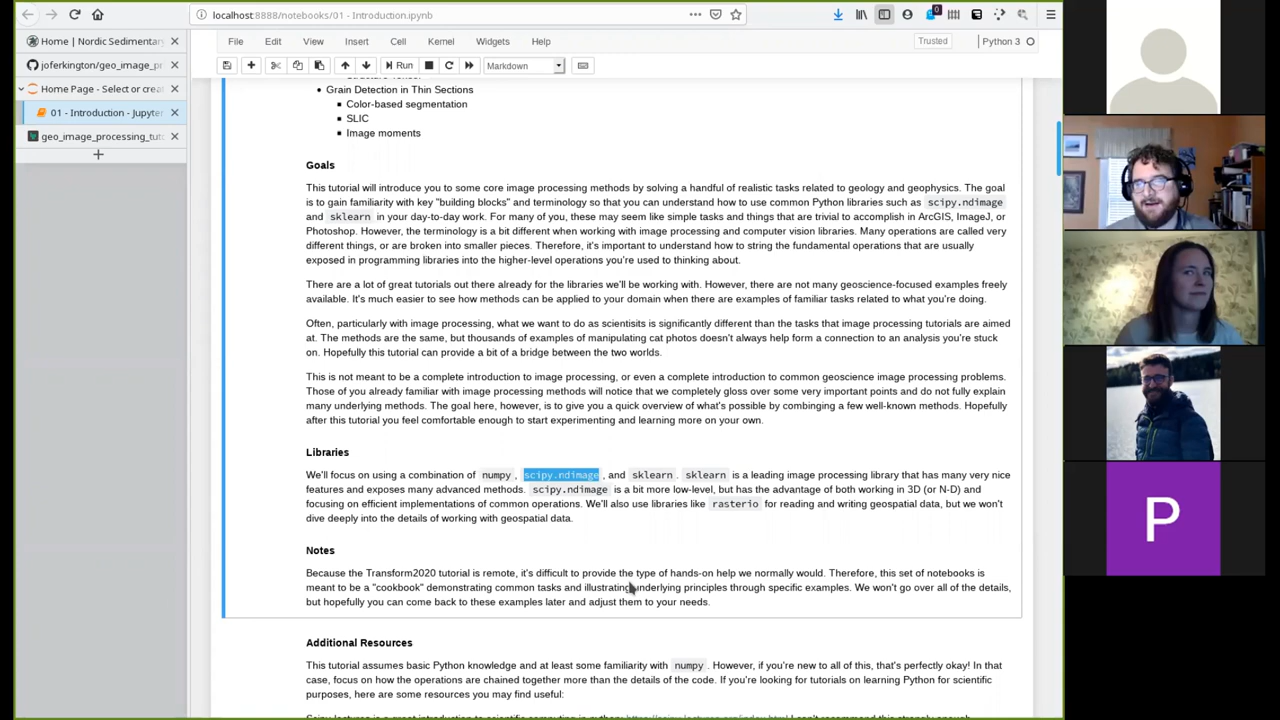 localhost:8888/notebooks/01 - Introduction.ipynb
0
Home | Nordic Sedimentary
joferkington/geo_image_pr
Home Page - Select or crea
01 - Introduction - Jupyter
geo_image_processing_tuto
File Edit View Insert Cell Kernel Widgets Help
Trusted Python 3
Run Markdown
Grain Detection in Thin Sections
Color-based segmentation
SLIC
Image moments
Goals
This tutorial will introduce you to some core image processing methods by solving a handful of realistic tasks related to geology and geophysics. The goal
is to gain familiarity with key "building blocks" and terminology so that you can understand how to use common Python libraries such as scipy.ndimage
and sklearn in your day-to-day work. For many of you, these may seem like simple tasks and things that are trivial to accomplish in ArcGIS, ImageJ, or
Photoshop. However, the terminology is a bit different when working with image processing and computer vision libraries. Many operations are called very
different things, or are broken into smaller pieces. Therefore, it's important to understand how to string the fundamental operations that are usually
exposed in programming libraries into the higher-level operations you're used to thinking about.
There are a lot of great tutorials out there already for the libraries we'll be working with. However, there are not many geoscience-focused examples freely
available. It's much easier to see how methods can be applied to your domain when there are examples of familiar tasks related to what you're doing.
Often, particularly with image processing, what we want to do as scientisits is significantly different than the tasks that image processing tutorials are aimed
at. The methods are the same, but thousands of examples of manipulating cat photos doesn't always help form a connection to an analysis you're stuck
on. Hopefully this tutorial can provide a bit of a bridge between the two worlds.
This is not meant to be a complete introduction to image processing, or even a complete introduction to common geoscience image processing problems.
Those of you already familiar with image processing methods will notice that we completely gloss over some very important points and do not fully explain
many underlying methods. The goal here, however, is to give you a quick overview of what's possible by combining a few well-known methods. Hopefully
after this tutorial you feel comfortable enough to start experimenting and learning more on your own.
Libraries
We'll focus on using a combination of numpy , scipy.ndimage , and sklearn . sklearn is a leading image processing library that has many very nice
features and exposes many advanced methods. scipy.ndimage is a bit more low-level, but has the advantage of both working in 3D (or N-D) and
focusing on efficient implementations of common operations. We'll also use libraries like rasterio for reading and writing geospatial data, but we won't
dive deeply into the details of working with geospatial data.
Notes
Because the Transform2020 tutorial is remote, it's difficult to provide the type of hands-on help we normally would. Therefore, this set of notebooks is
meant to be a "cookbook" demonstrating common tasks and illustrating underlying principles through specific examples. We won't go over all of the details,
but hopefully you can come back to these examples later and adjust them to your needs.
Additional Resources
This tutorial assumes basic Python knowledge and at least some familiarity with numpy . However, if you're new to all of this, that's perfectly okay! In that
case, focus on how the operations are chained together more than the details of the code. If you're looking for tutorials on learning Python for scientific
purposes, here are some resources you may find useful:
P